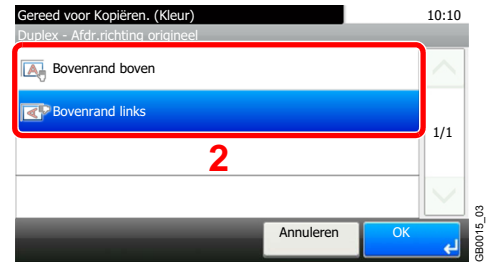 Gereed voor Kopiëren. (Kleur) 10:10
Duplex - Afdr.richting origineel
Bovenrand boven
Bovenrand links
1/1
2
Annuleren OK
GB0015_03